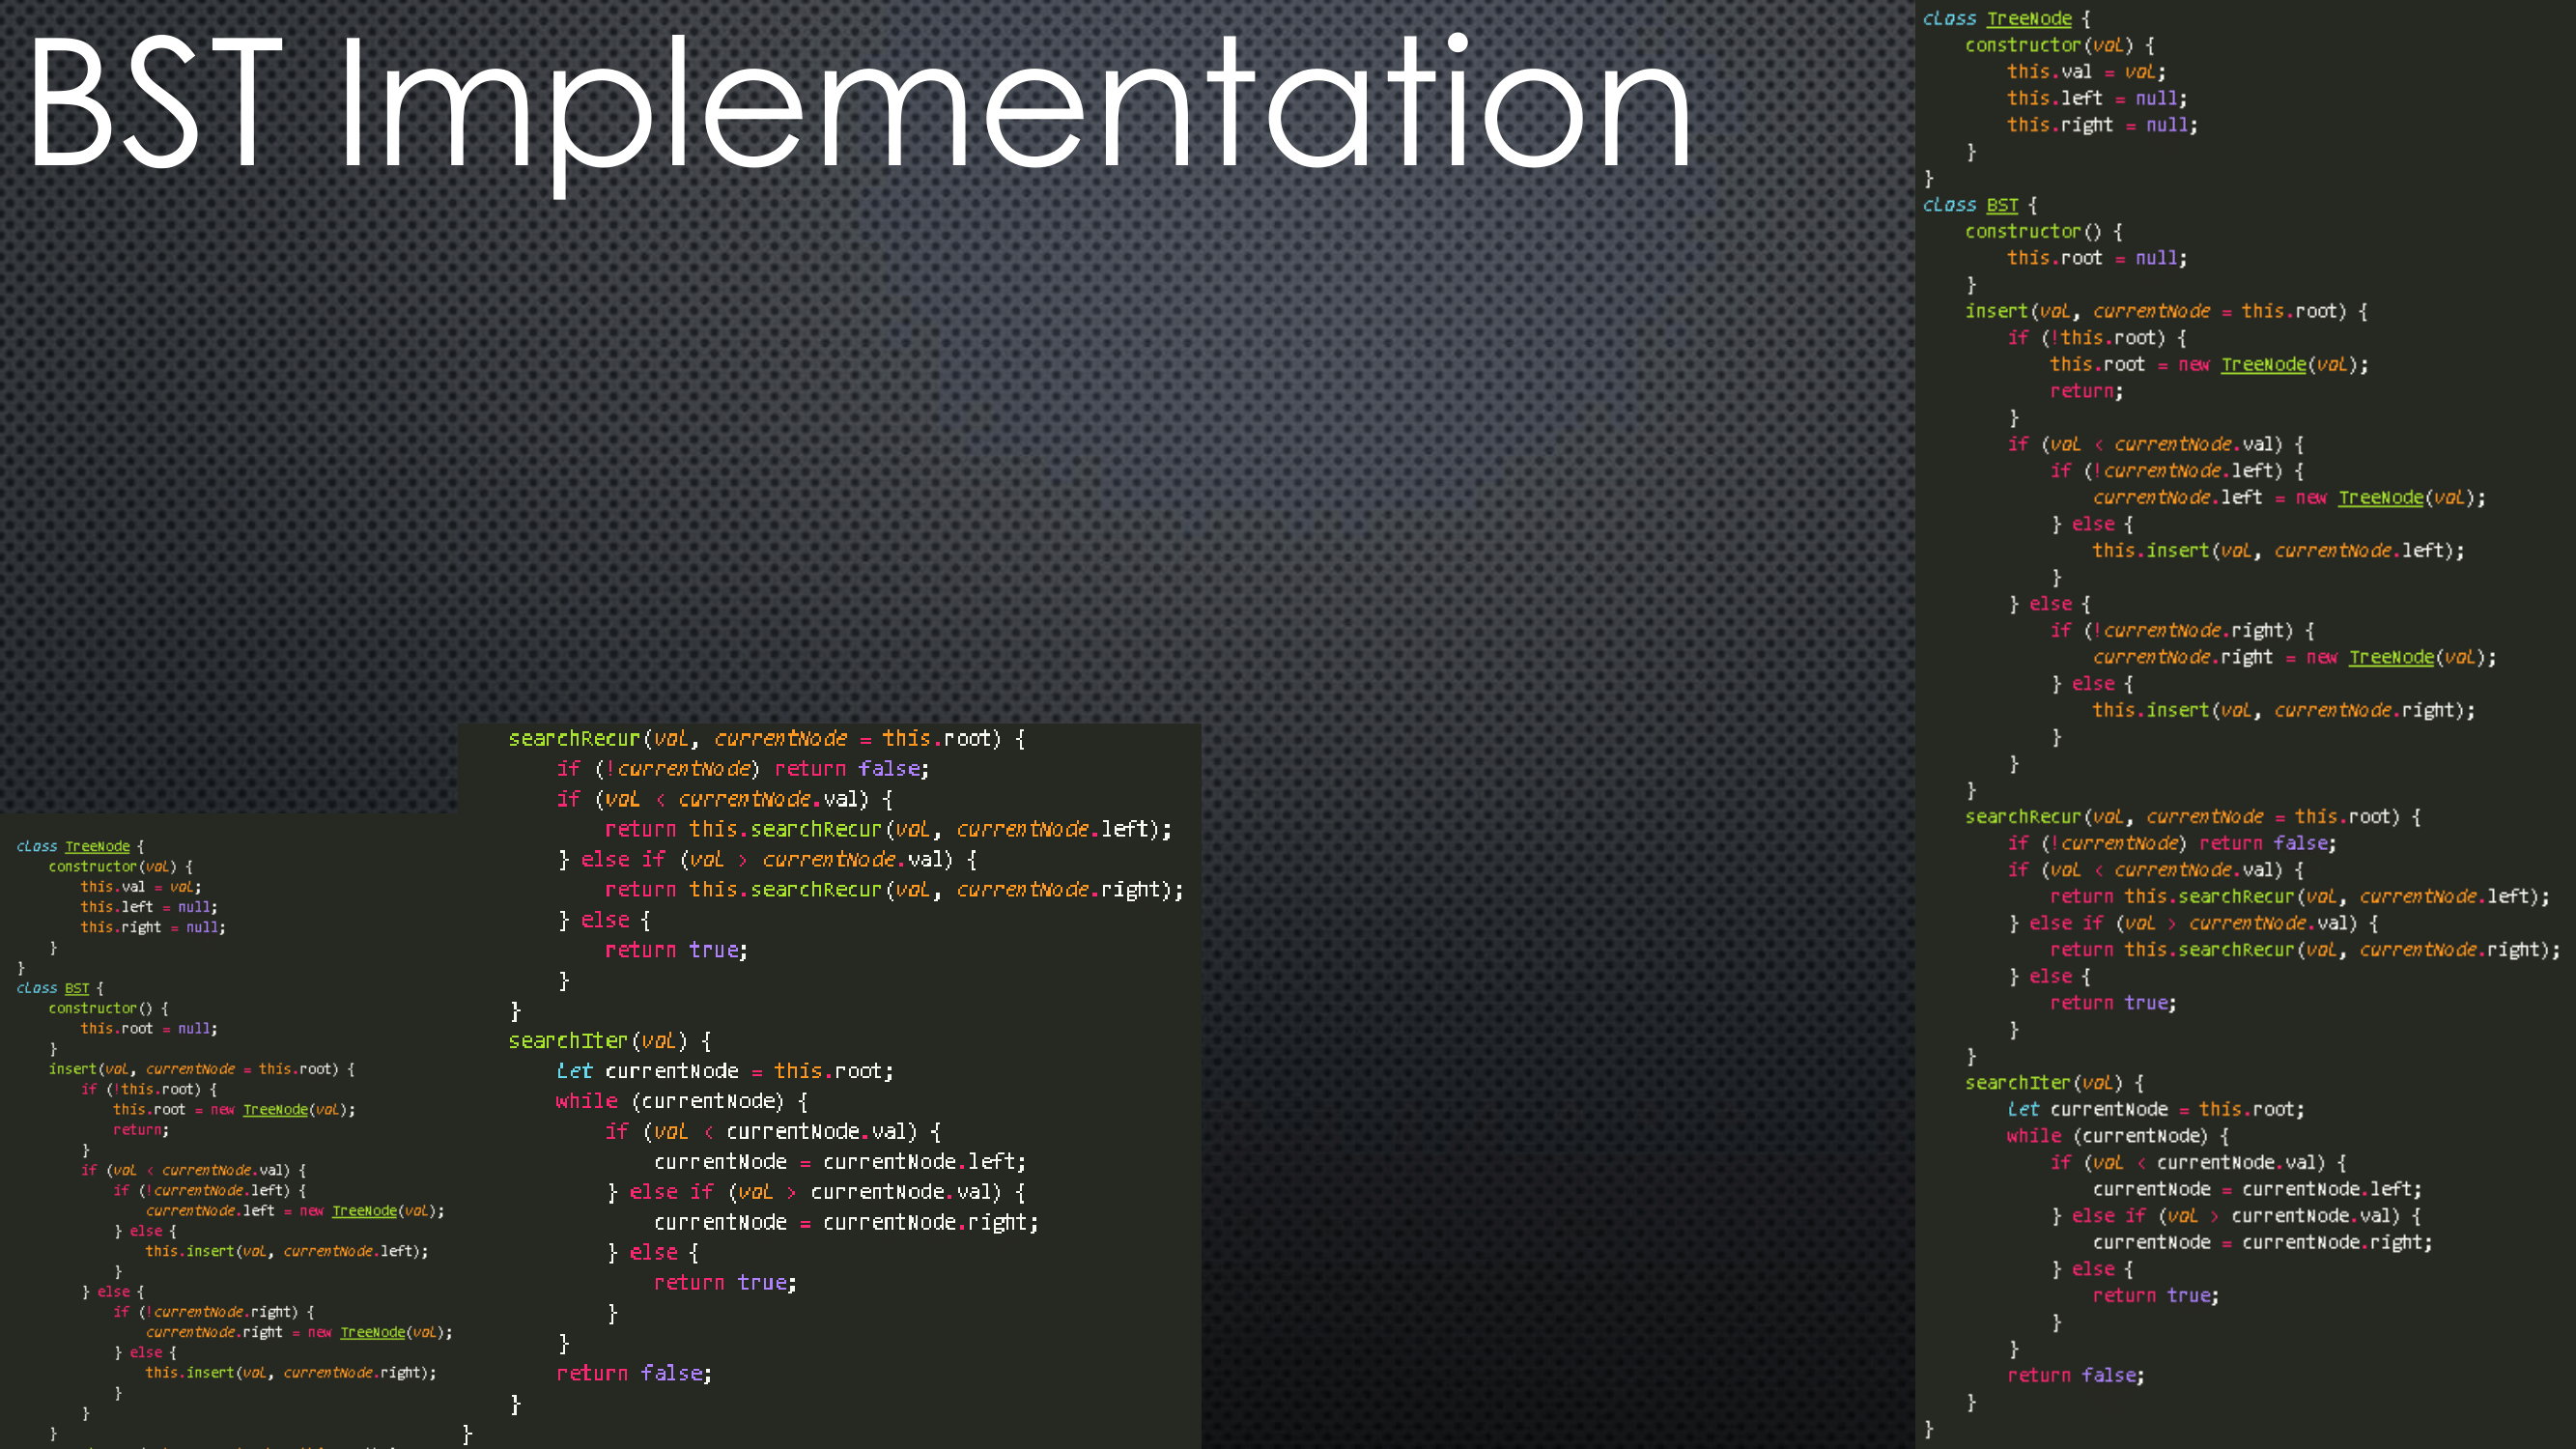 BST Implementation
class TreeNode {
    constructor(val) {
        this.val = val;
        this.left = null;
        this.right = null;
    }
}
class BST {
    constructor() {
        this.root = null;
    }
    insert(val, currentNode = this.root) {
        if (!this.root) {
            this.root = new TreeNode(val);
            return;
        }
        if (val < currentNode.val) {
            if (!currentNode.left) {
                currentNode.left = new TreeNode(val);
            } else {
                this.insert(val, currentNode.left);
            }
        } else {
            if (!currentNode.right) {
                currentNode.right = new TreeNode(val);
            } else {
                this.insert(val, currentNode.right);
            }
        }
    }
    searchRecur(val, currentNode = this.root) {
        if (!currentNode) return false;
        if (val < currentNode.val) {
            return this.searchRecur(val, currentNode.left);
        } else if (val > currentNode.val) {
            return this.searchRecur(val, currentNode.right);
        } else {
            return true;
        }
    }
    searchIter(val) {
        let currentNode = this.root;
        while (currentNode) {
            if (val < currentNode.val) {
                currentNode = currentNode.left;
            } else if (val > currentNode.val) {
                currentNode = currentNode.right;
            } else {
                return true;
            }
        }
        return false;
    }
}
class TreeNode {
    constructor(val) {
        this.val = val;
        this.left = null;
        this.right = null;
    }
}
class BST {
    constructor() {
        this.root = null;
    }
    insert(val, currentNode = this.root) {
        if (!this.root) {
            this.root = new TreeNode(val);
            return;
        }
        if (val < currentNode.val) {
            if (!currentNode.left) {
                currentNode.left = new TreeNode(val);
            } else {
                this.insert(val, currentNode.left);
            }
        } else {
            if (!currentNode.right) {
                currentNode.right = new TreeNode(val);
            } else {
                this.insert(val, currentNode.right);
            }
        }
    }
    searchRecur(val, currentNode = this.root) {
        if (!currentNode) return false;
        if (val < currentNode.val) {
            return this.searchRecur(val, currentNode.left);
        } else if (val > currentNode.val) {
            return this.searchRecur(val, currentNode.right);
        } else {
            return true;
        }
    }
    searchIter(val) {
        let currentNode = this.root;
        while (currentNode) {
            if (val < currentNode.val) {
                currentNode = currentNode.left;
            } else if (val > currentNode.val) {
                currentNode = currentNode.right;
            } else {
                return true;
            }
        }
        return false;
    }
}